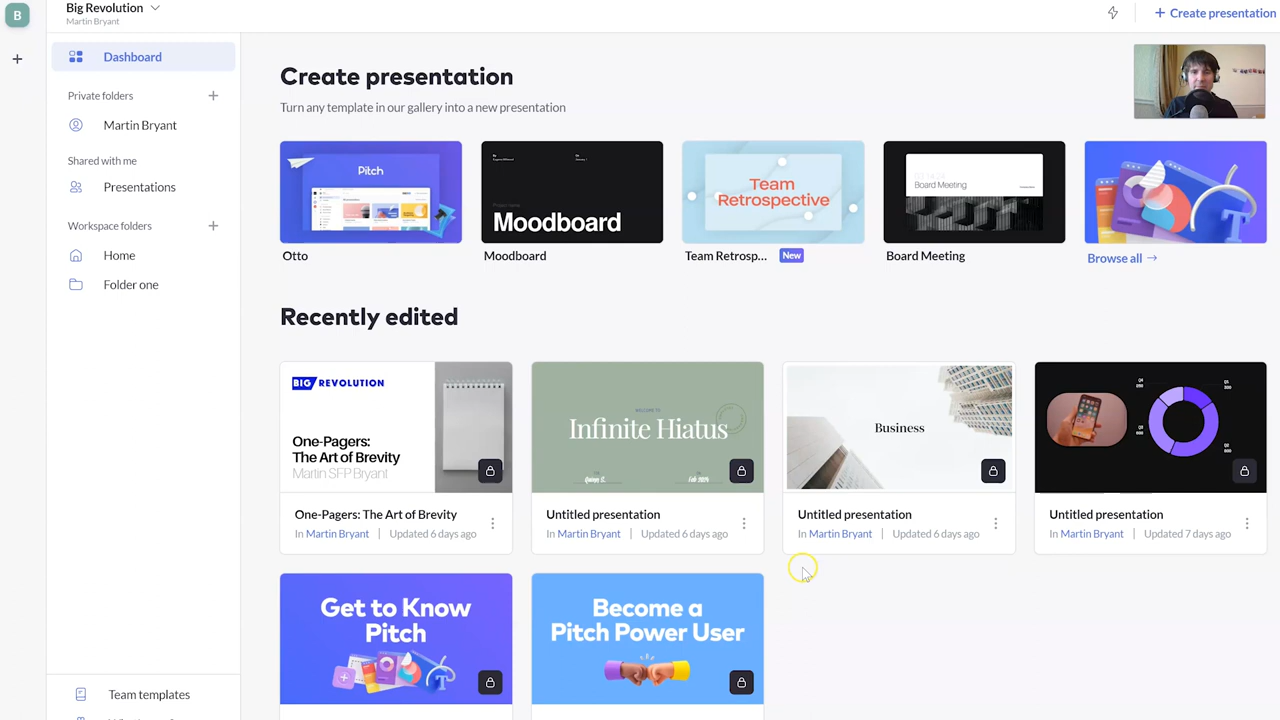 B
Big Revolution
Martin Bryant
+ Create presentation
Dashboard
Private folders
Martin Bryant
Shared with me
Presentations
Workspace folders
Home
Folder one
Team templates
Create presentation
Turn any template in our gallery into a new presentation
Pitch
Otto
Moodboard
Moodboard
Team
Retrospective
Team Retrosp...
New
Board Meeting
Board Meeting
Browse all →
Recently edited
BIG REVOLUTION
One-Pagers:
The Art of Brevity
Martin SFP Bryant
One-Pagers: The Art of Brevity
In Martin Bryant | Updated 6 days ago
WELCOME TO
Infinite Hiatus
Untitled presentation
In Martin Bryant | Updated 6 days ago
Business
Untitled presentation
In Martin Bryant | Updated 6 days ago
Untitled presentation
In Martin Bryant | Updated 7 days ago
Get to Know
Pitch
Become a
Pitch Power User